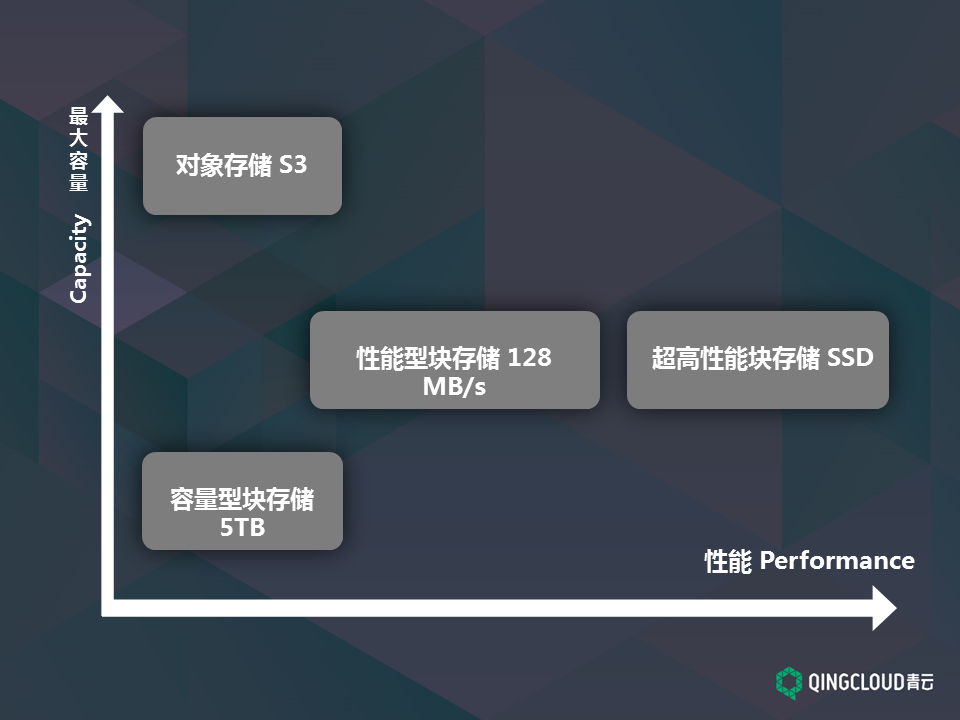 最大容量 Capacity
对象存储 S3
性能型块存储 128
MB/s
超高性能块存储 SSD
容量型块存储
5TB
性能 Performance
QINGCLOUD青云